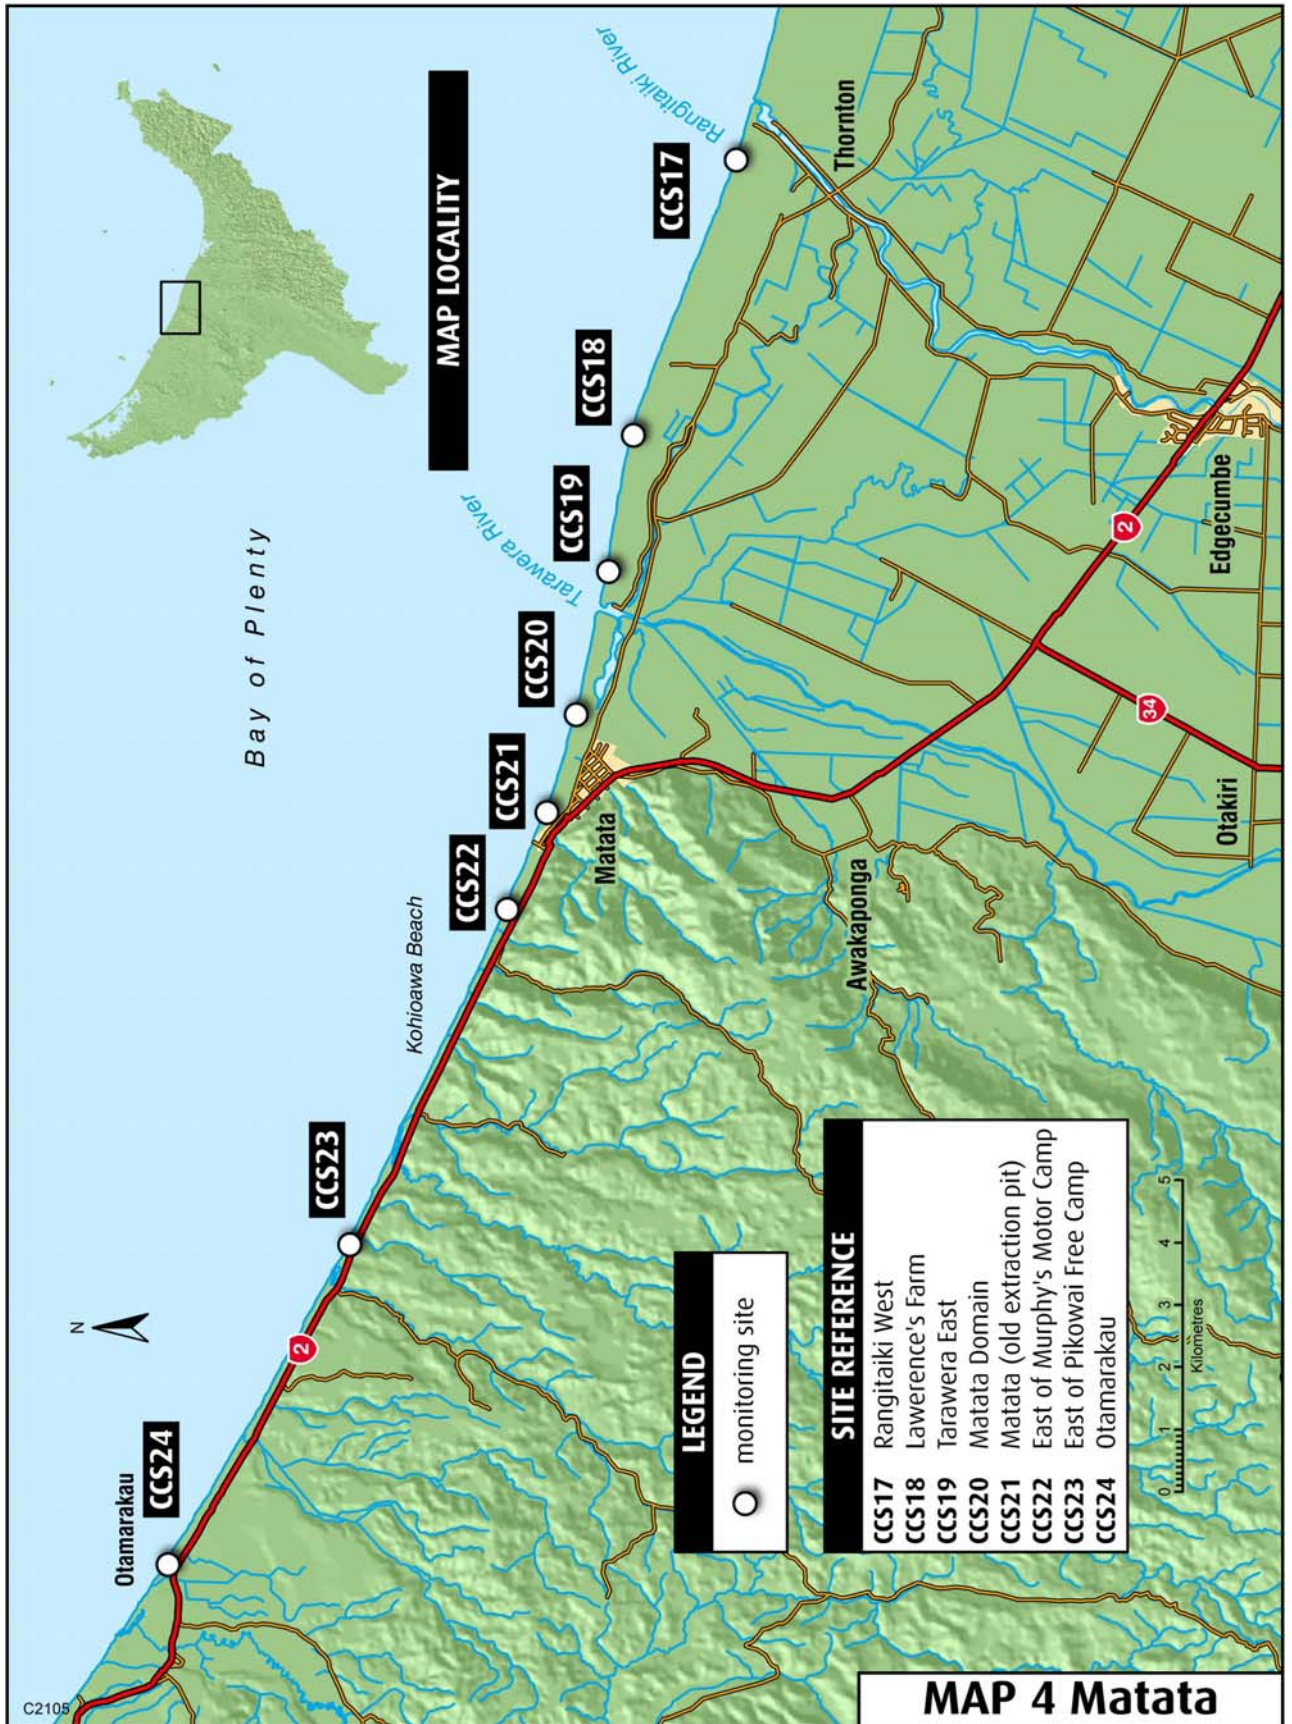 C2105
Otamarakau
CCS24
N
2
CCS23
Kohioawa Beach
CCS22
CCS21
CCS20
Tarawera River
CCS19
CCS18
CCS17
Rangitaiki River
Bay of Plenty
MAP LOCALITY
Matata
Awakaponga
Thornton
Otakiri
34
2
Edgecumbe
LEGEND
monitoring site
SITE REFERENCE
CCS17 Rangitaiki West
CCS18 Lawerence's Farm
CCS19 Tarawera East
CCS20 Matata Domain
CCS21 Matata (old extraction pit)
CCS22 East of Murphy's Motor Camp
CCS23 East of Pikowai Free Camp
CCS24 Otamarakau
0 1 2 3 4 5
Kilometres
MAP 4 Matata